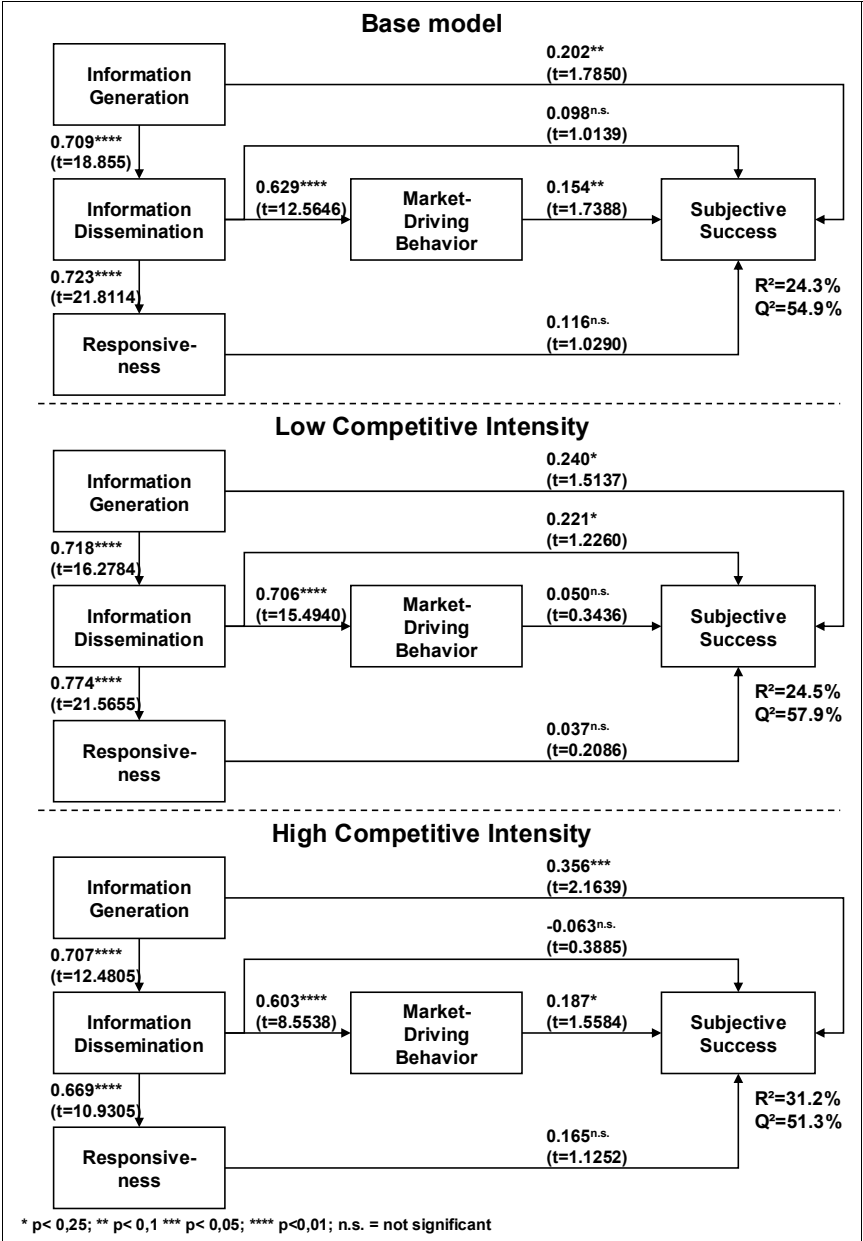 Base model
0.202**
(t=1.7850)
Information
Generation
0.098n.s.
(t=1.0139)
0.709****
(t=18.855)
Information
Dissemination
0.629****
(t=12.5646)
Market-
Driving
Behavior
0.154**
(t=1.7388)
Subjective
Success
0.723****
(t=21.8114)
R²=24.3%
Q²=54.9%
Responsive-
ness
0.116n.s.
(t=1.0290)
Low Competitive Intensity
0.240*
(t=1.5137)
Information
Generation
0.221*
(t=1.2260)
0.718****
(t=16.2784)
Information
Dissemination
0.706****
(t=15.4940)
Market-
Driving
Behavior
0.050n.s.
(t=0.3436)
Subjective
Success
0.774****
(t=21.5655)
R²=24.5%
Q²=57.9%
Responsive-
ness
0.037n.s.
(t=0.2086)
High Competitive Intensity
0.356***
(t=2.1639)
Information
Generation
-0.063n.s.
(t=0.3885)
0.707****
(t=12.4805)
Information
Dissemination
0.603****
(t=8.5538)
Market-
Driving
Behavior
0.187*
(t=1.5584)
Subjective
Success
0.669****
(t=10.9305)
R²=31.2%
Q²=51.3%
Responsive-
ness
0.165n.s.
(t=1.1252)
* p< 0,25; ** p< 0,1 *** p< 0,05; **** p<0,01; n.s. = not significant